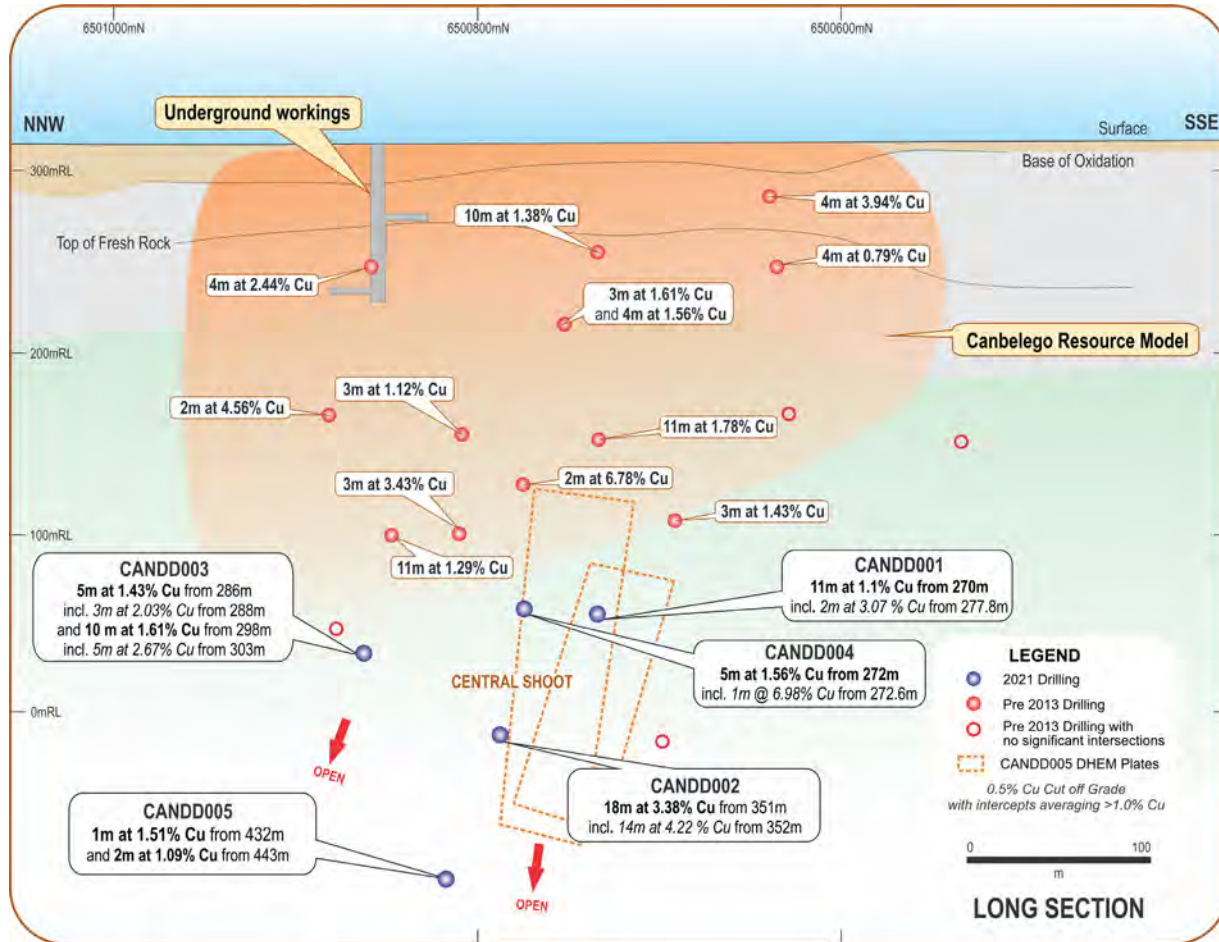 6501000mN
6500800mN
6500600mN
Underground workings
NNW
SSE
Surface
300mRL
Base of Oxidation
4m at 3.94% Cu
10m at 1.38% Cu
Top of Fresh Rock
4m at 0.79% Cu
4m at 2.44% Cu
3m at 1.61% Cu
and 4m at 1.56% Cu
Canbelego Resource Model
200mRL
3m at 1.12% Cu
2m at 4.56% Cu
11m at 1.78% Cu
3m at 3.43% Cu
2m at 6.78% Cu
3m at 1.43% Cu
100mRL
11m at 1.29% Cu
CANDD003
5m at 1.43% Cu from 286m
incl. 3m at 2.03% Cu from 288m
and 10 m at 1.61% Cu from 298m
incl. 5m at 2.67% Cu from 303m
CANDD001
11m at 1.1% Cu from 270m
incl. 2m at 3.07 % Cu from 277.8m
CANDD004
5m at 1.56% Cu from 272m
incl. 1m @ 6.98% Cu from 272.6m
CENTRAL SHOOT
0mRL
OPEN
CANDD002
18m at 3.38% Cu from 351m
incl. 14m at 4.22 % Cu from 352m
CANDD005
1m at 1.51% Cu from 432m
and 2m at 1.09% Cu from 443m
OPEN
LEGEND
2021 Drilling
Pre 2013 Drilling
Pre 2013 Drilling with
no significant intersections
CANDD005 DHEM Plates
0.5% Cu Cut off Grade
with intercepts averaging >1.0% Cu
0 100
m
LONG SECTION